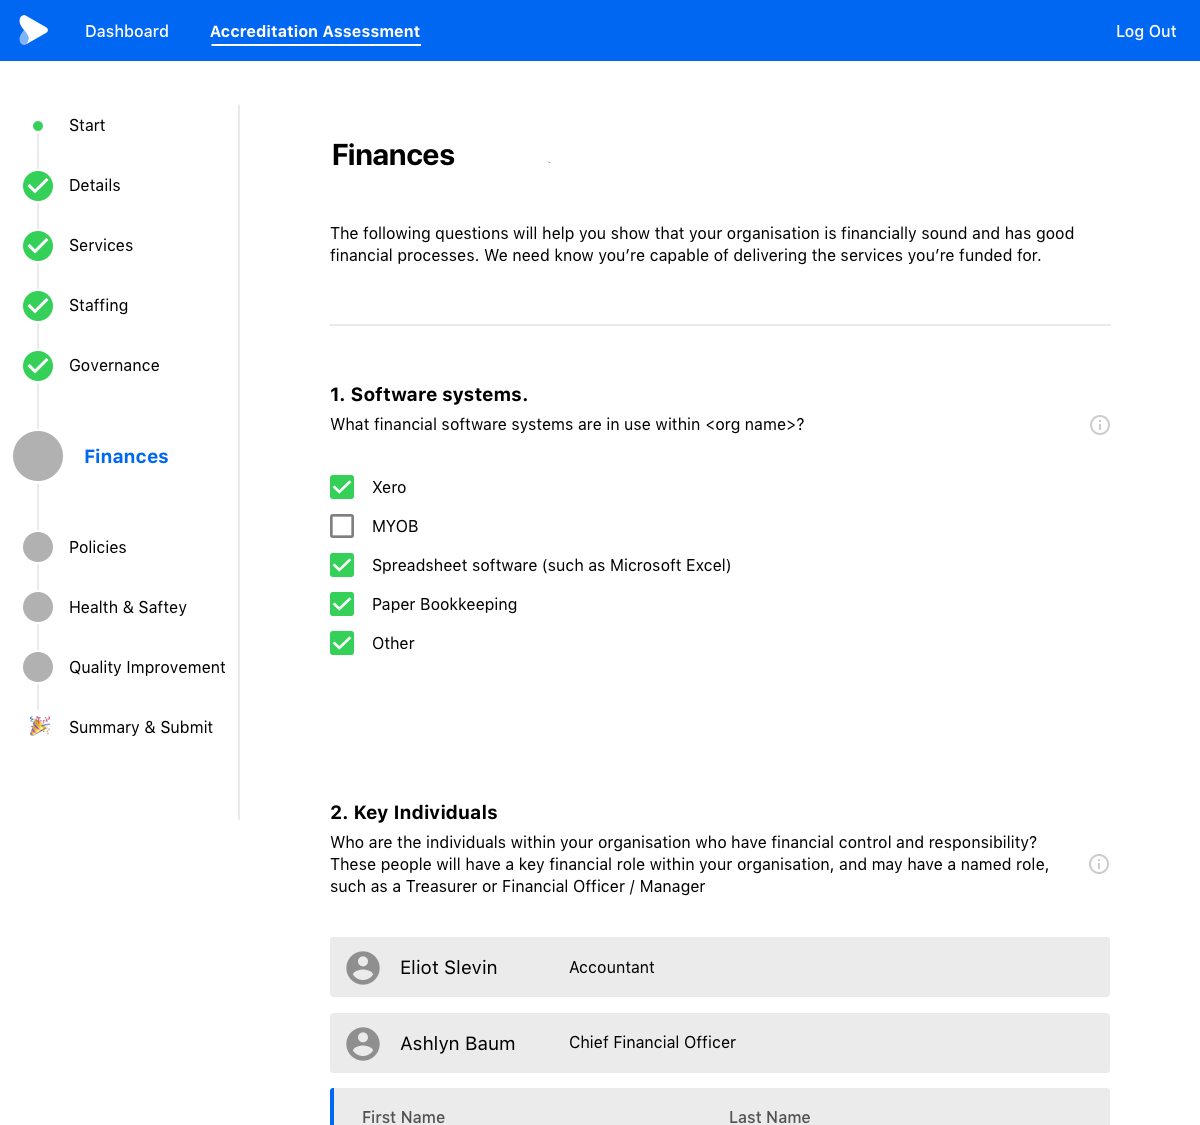 Dashboard
Accreditation Assessment
Log Out
Start
Details
Services
Staffing
Governance
Finances
Policies
Health & Saftey
Quality Improvement
Summary & Submit
Finances
The following questions will help you show that your organisation is financially sound and has good
financial processes. We need know you’re capable of delivering the services you’re funded for.
1. Software systems.
What financial software systems are in use within <org name>?
Xero
MYOB
Spreadsheet software (such as Microsoft Excel)
Paper Bookkeeping
Other
2. Key Individuals
Who are the individuals within your organisation who have financial control and responsibility?
These people will have a key financial role within your organisation, and may have a named role,
such as a Treasurer or Financial Officer / Manager
Eliot Slevin
Accountant
Ashlyn Baum
Chief Financial Officer
First Name
Last Name